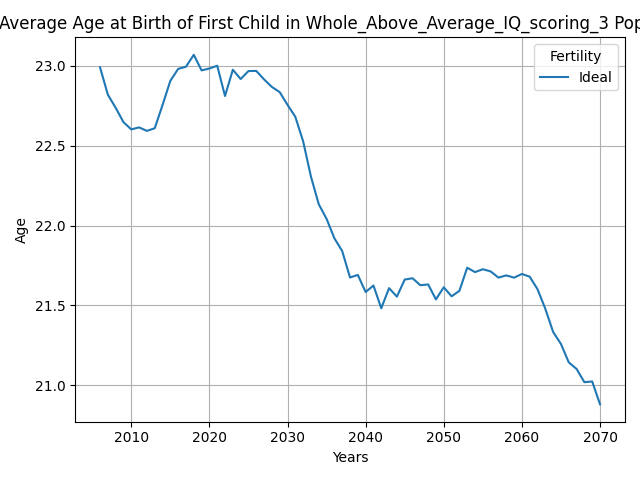 Average Age at Birth of First Child in Whole_Above_Average_IQ_scoring_3 Pop
Fertility
Ideal
23.0
22.5
22.0
21.5
21.0
Age
2010 2020 2030 2040 2050 2060 2070
Years